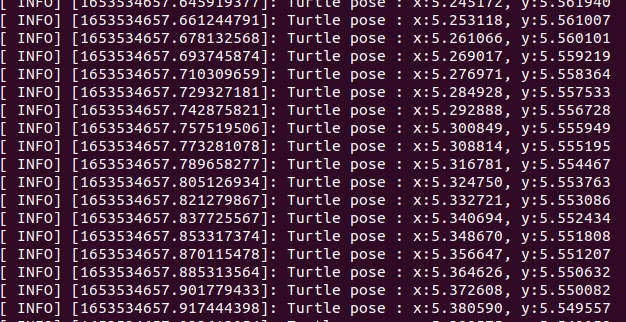 [ INFO] [1653534657.645919377]: Turtle pose : x:5.245172, y:5.561940
[ INFO] [1653534657.661244791]: Turtle pose : x:5.253118, y:5.561007
[ INFO] [1653534657.678132568]: Turtle pose : x:5.261066, y:5.560101
[ INFO] [1653534657.693745874]: Turtle pose : x:5.269017, y:5.559219
[ INFO] [1653534657.710309659]: Turtle pose : x:5.276971, y:5.558364
[ INFO] [1653534657.729327181]: Turtle pose : x:5.284928, y:5.557533
[ INFO] [1653534657.742875821]: Turtle pose : x:5.292888, y:5.556728
[ INFO] [1653534657.757519506]: Turtle pose : x:5.300849, y:5.555949
[ INFO] [1653534657.773281078]: Turtle pose : x:5.308814, y:5.555195
[ INFO] [1653534657.789658277]: Turtle pose : x:5.316781, y:5.554467
[ INFO] [1653534657.805126934]: Turtle pose : x:5.324750, y:5.553763
[ INFO] [1653534657.821279867]: Turtle pose : x:5.332721, y:5.553086
[ INFO] [1653534657.837725567]: Turtle pose : x:5.340694, y:5.552434
[ INFO] [1653534657.853317374]: Turtle pose : x:5.348670, y:5.551808
[ INFO] [1653534657.870115478]: Turtle pose : x:5.356647, y:5.551207
[ INFO] [1653534657.885313564]: Turtle pose : x:5.364626, y:5.550632
[ INFO] [1653534657.901779433]: Turtle pose : x:5.372608, y:5.550082
[ INFO] [1653534657.917444398]: Turtle pose : x:5.380590, y:5.549557